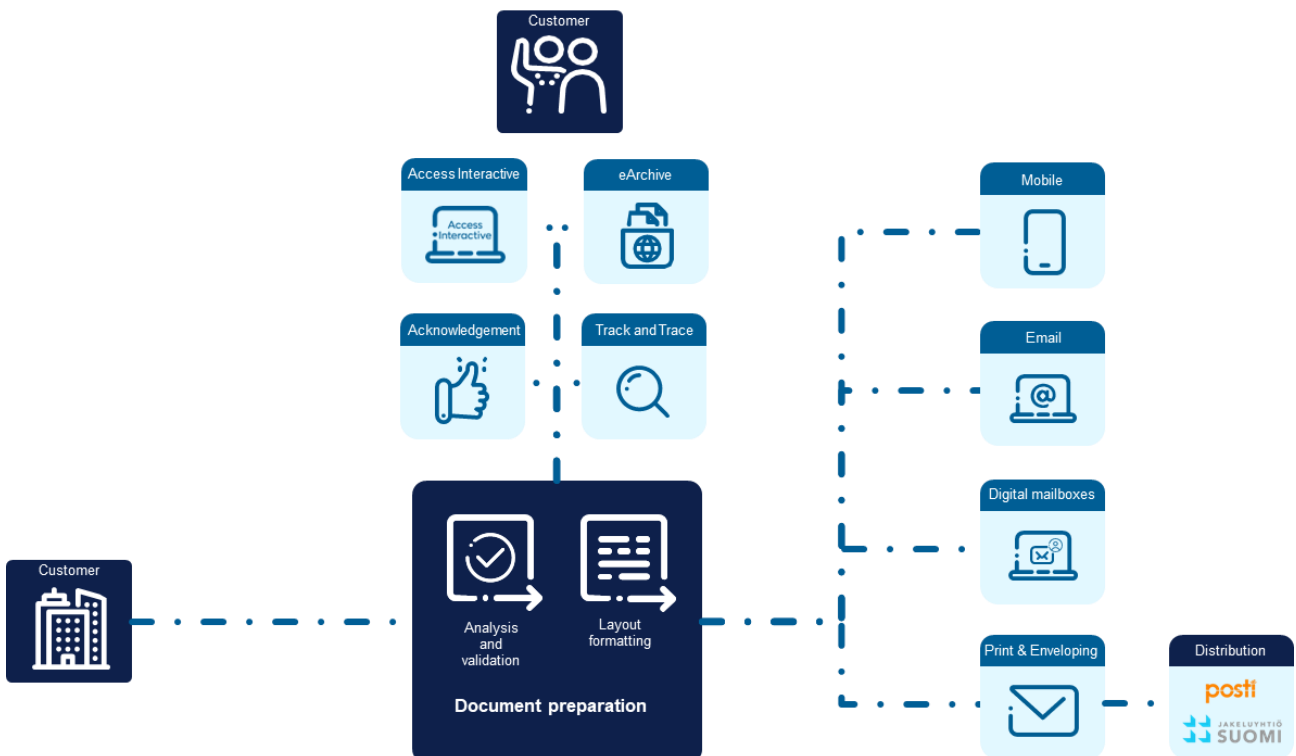 Customer
Access Interactive
eArchive
Access
Interactive
Mobile
Acknowledgement
Track and Trace
Email
@
Digital mailboxes
Customer
Analysis
and
validation
Layout
formatting
Document preparation
Print & Enveloping
Distribution
posti
JAKELUYHTIÖ
SUOMI